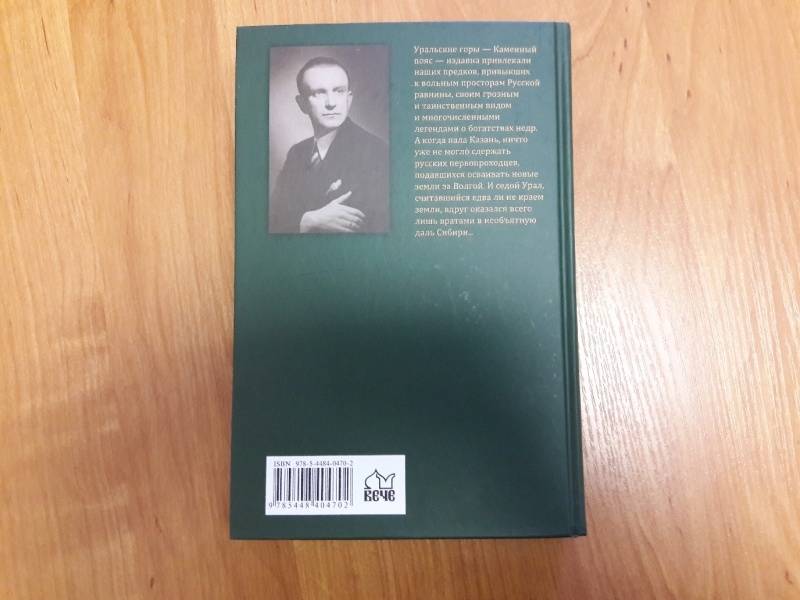 Уральские горы — Каменный
пояс — издавна привлекали
наших предков, привыкших
к вольным просторам Русской
равнины, своим грозным
и таинственным видом
и многочисленными
легендами о богатствах недр.
А когда пала Казань, ничто
уже не могло сдержать
русских первопроходцев,
подавшихся осваивать новые
земли за Волгой. И седой Урал,
считавшийся едва ли не краем
земли, вдруг оказался всего
лишь вратами в необъятную
даль Сибири...
ISBN 978-5-4484-0470-2
9 785448 404702
ВЕЧЕ